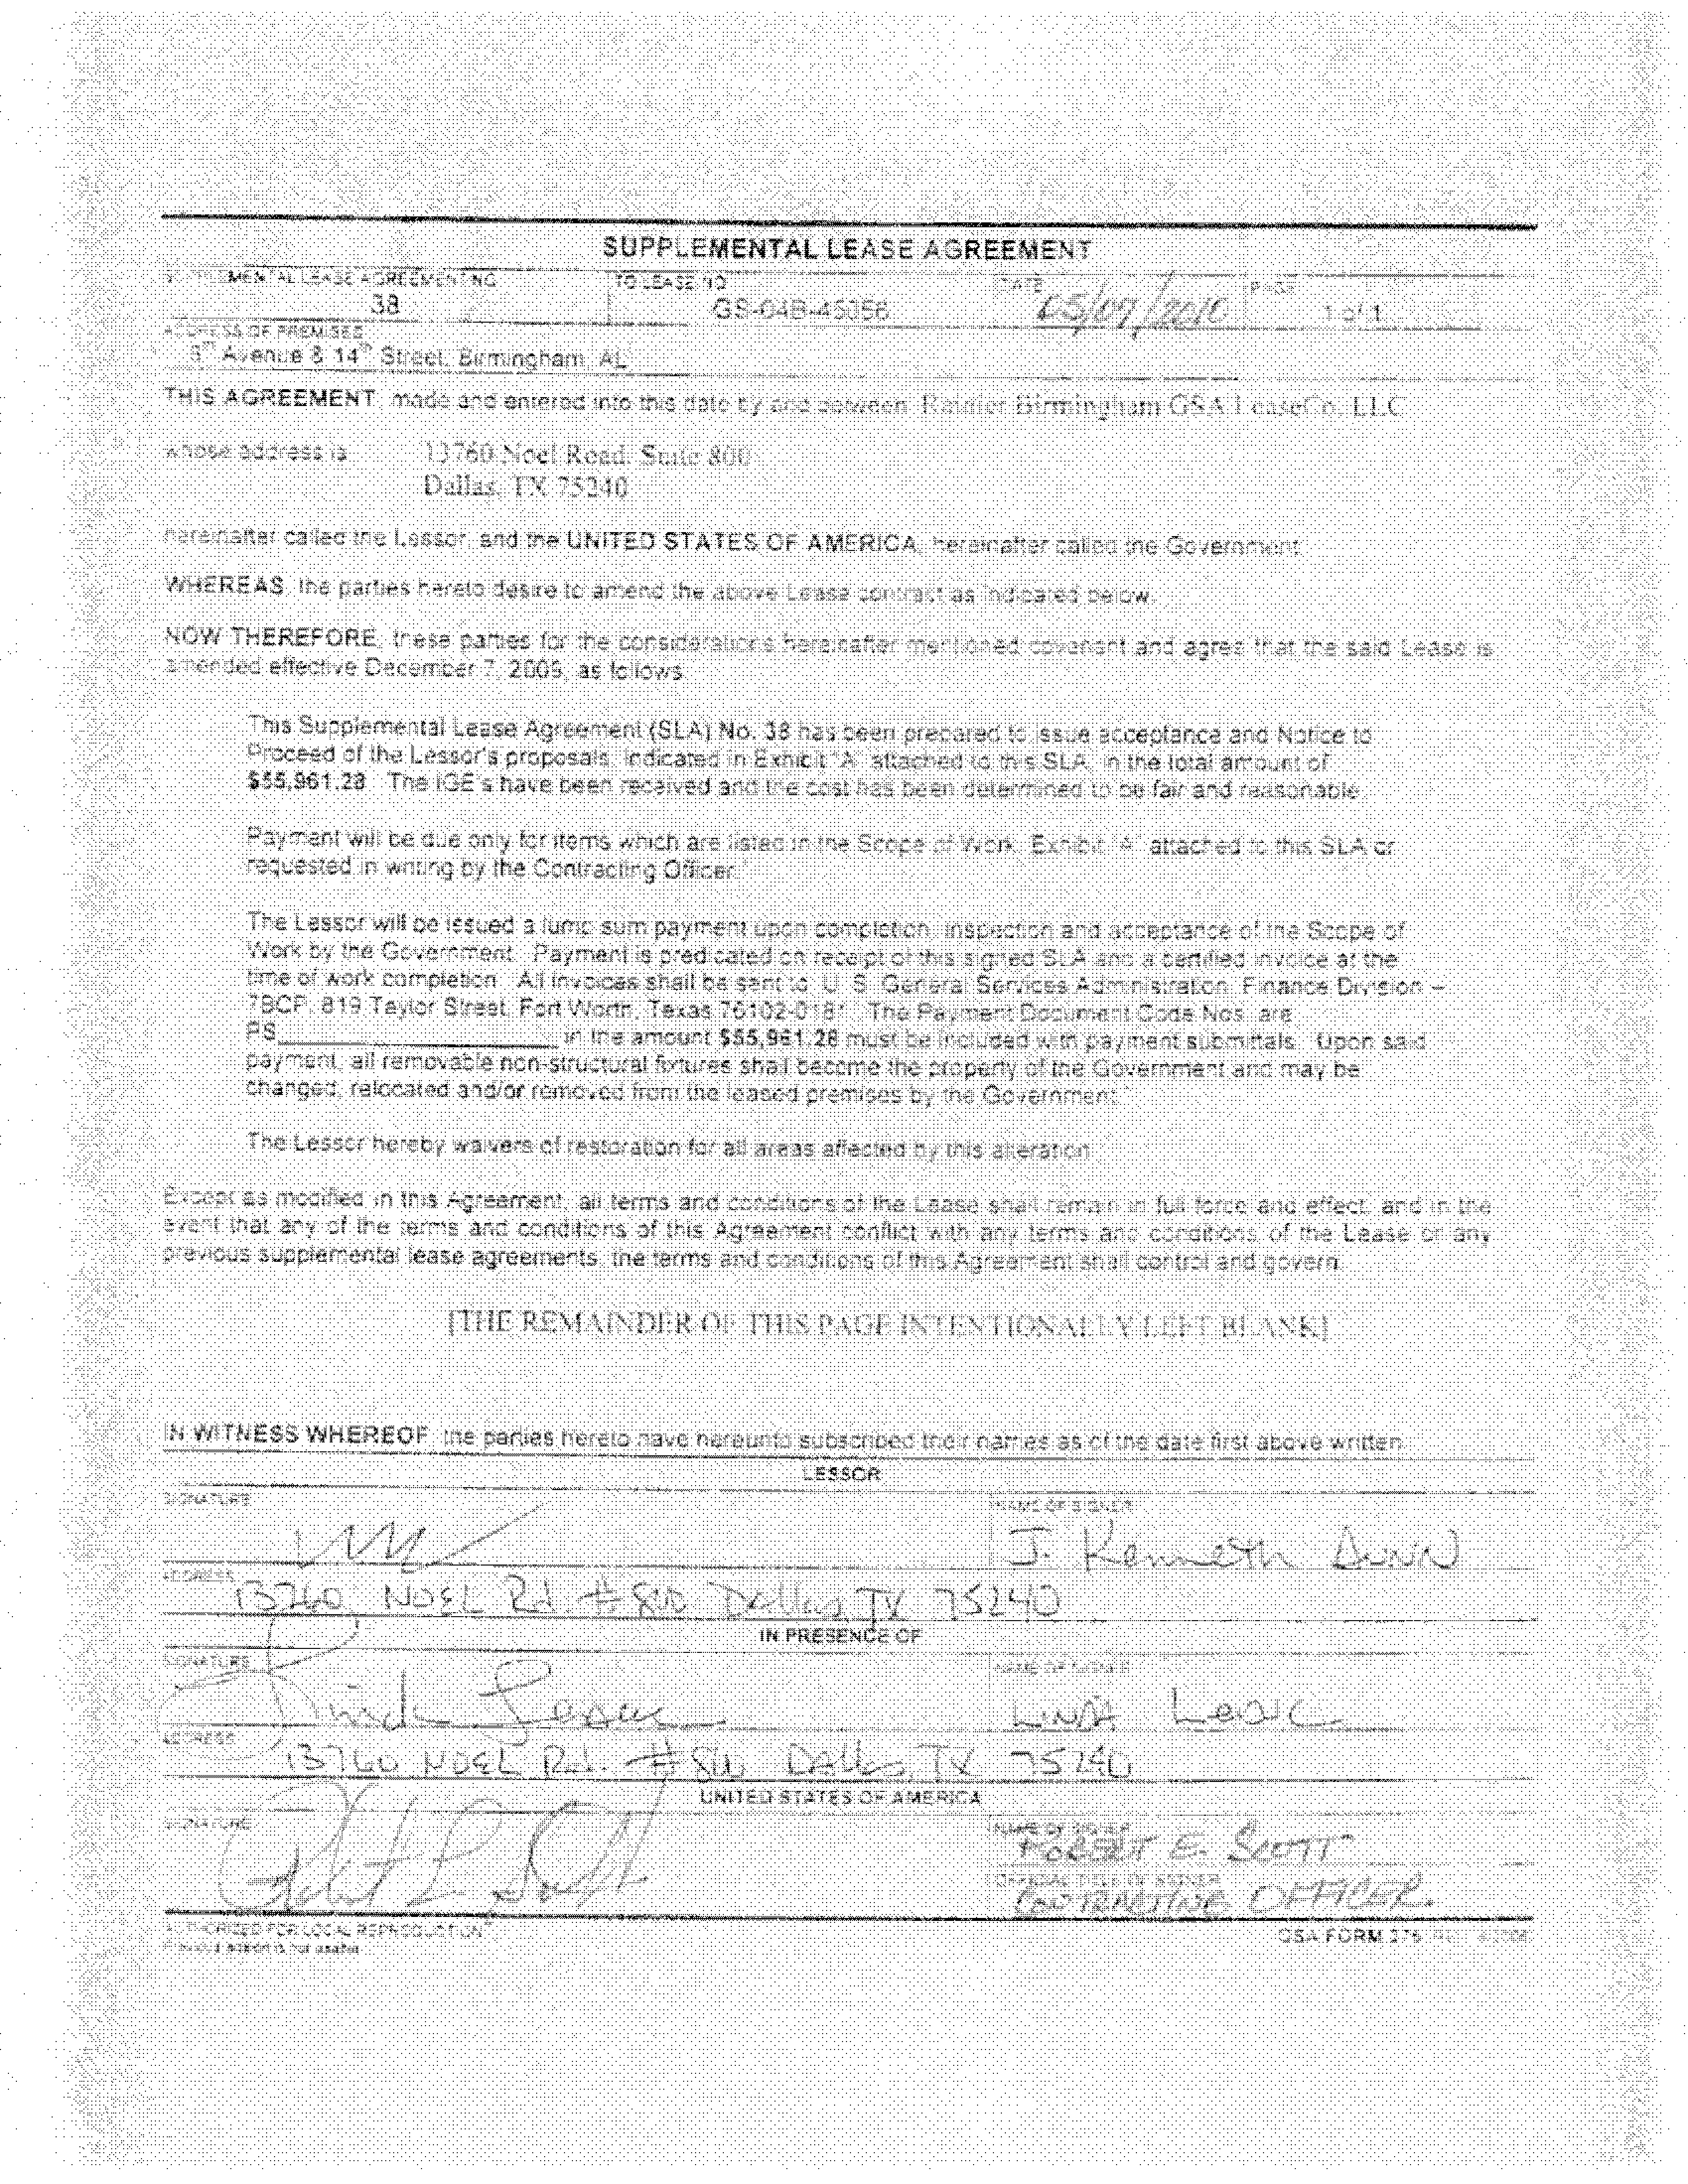 SUPPLEMENTAL LEASE AGREEMENT
SUPPLEMENTAL LEASE AGREEMENT NO. TO LEASE NO. DATE PAGE
38 GS-04B-45056 1 of 1
ADDRESS OF PREMISES
Avenue & 14th Street, Birmingham, AL
THIS AGREEMENT, made and entered into this date by and between Rainier Birmingham GSA LeaseCo, LLC
whose address is 13760 Noel Road, Suite 800
Dallas, TX 75240
hereinafter called the Lessor, and the UNITED STATES OF AMERICA, hereinafter called the Government:
WHEREAS, the parties hereto desire to amend the above Lease contract as indicated below.
NOW THEREFORE, these parties for the considerations hereinafter mentioned covenant and agree that the said Lease is
amended effective December 7, 2009, as follows:
This Supplemental Lease Agreement (SLA) No. 38 has been prepared to issue acceptance and Notice to
Proceed of the Lessor's proposals, indicated in Exhibit "A" attached to this SLA, in the total amount of
$55,961.28 The IGE's have been received and the cost has been determined to be fair and reasonable.
Payment will be due only for items which are listed in the Scope of Work, Exhibit "A" attached to this SLA or
requested in writing by the Contracting Officer.
The Lessor will be issued a lump sum payment upon completion, inspection and acceptance of the Scope of
Work by the Government. Payment is predicated on receipt of this signed SLA and a certified invoice at the
time of work completion. All invoices shall be sent to: U. S. General Services Administration, Finance Division –
7BCP, 819 Taylor Street, Fort Worth, Texas 76102-0181. The Payment Document Code Nos. are
PS in the amount $55,961.28 must be included with payment submittals. Upon said
payment, all removable non-structural fixtures shall become the property of the Government and may be
changed, relocated and/or removed from the leased premises by the Government.
The Lessor hereby waivers of restoration for all areas affected by this alteration.
Except as modified in this Agreement, all terms and conditions of the Lease shall remain in full force and effect, and in the
event that any of the terms and conditions of this Agreement conflict with any terms and conditions of the Lease or any
previous supplemental lease agreements, the terms and conditions of this Agreement shall control and govern.
[THE REMAINDER OF THIS PAGE INTENTIONALLY LEFT BLANK]
IN WITNESS WHEREOF, the parties hereto have hereunto subscribed their names as of the date first above written.
LESSOR
SIGNATURE NAME OF SIGNER
J. Kenneth Dunn
ADDRESS
13760 NOEL Rd. #800 Dallas, TX 75240
IN PRESENCE OF
SIGNATURE NAME OF SIGNER
LINDA
ADDRESS
13760 NOEL Rd. #800 Dallas, TX 75240
UNITED STATES OF AMERICA
SIGNATURE NAME OF SIGNER
ROBERT E. SCOTT
OFFICIAL TITLE OF SIGNER
CONTRACTING OFFICER
AUTHORIZED FOR LOCAL REPRODUCTION
Previous edition is not usable GSA FORM 276